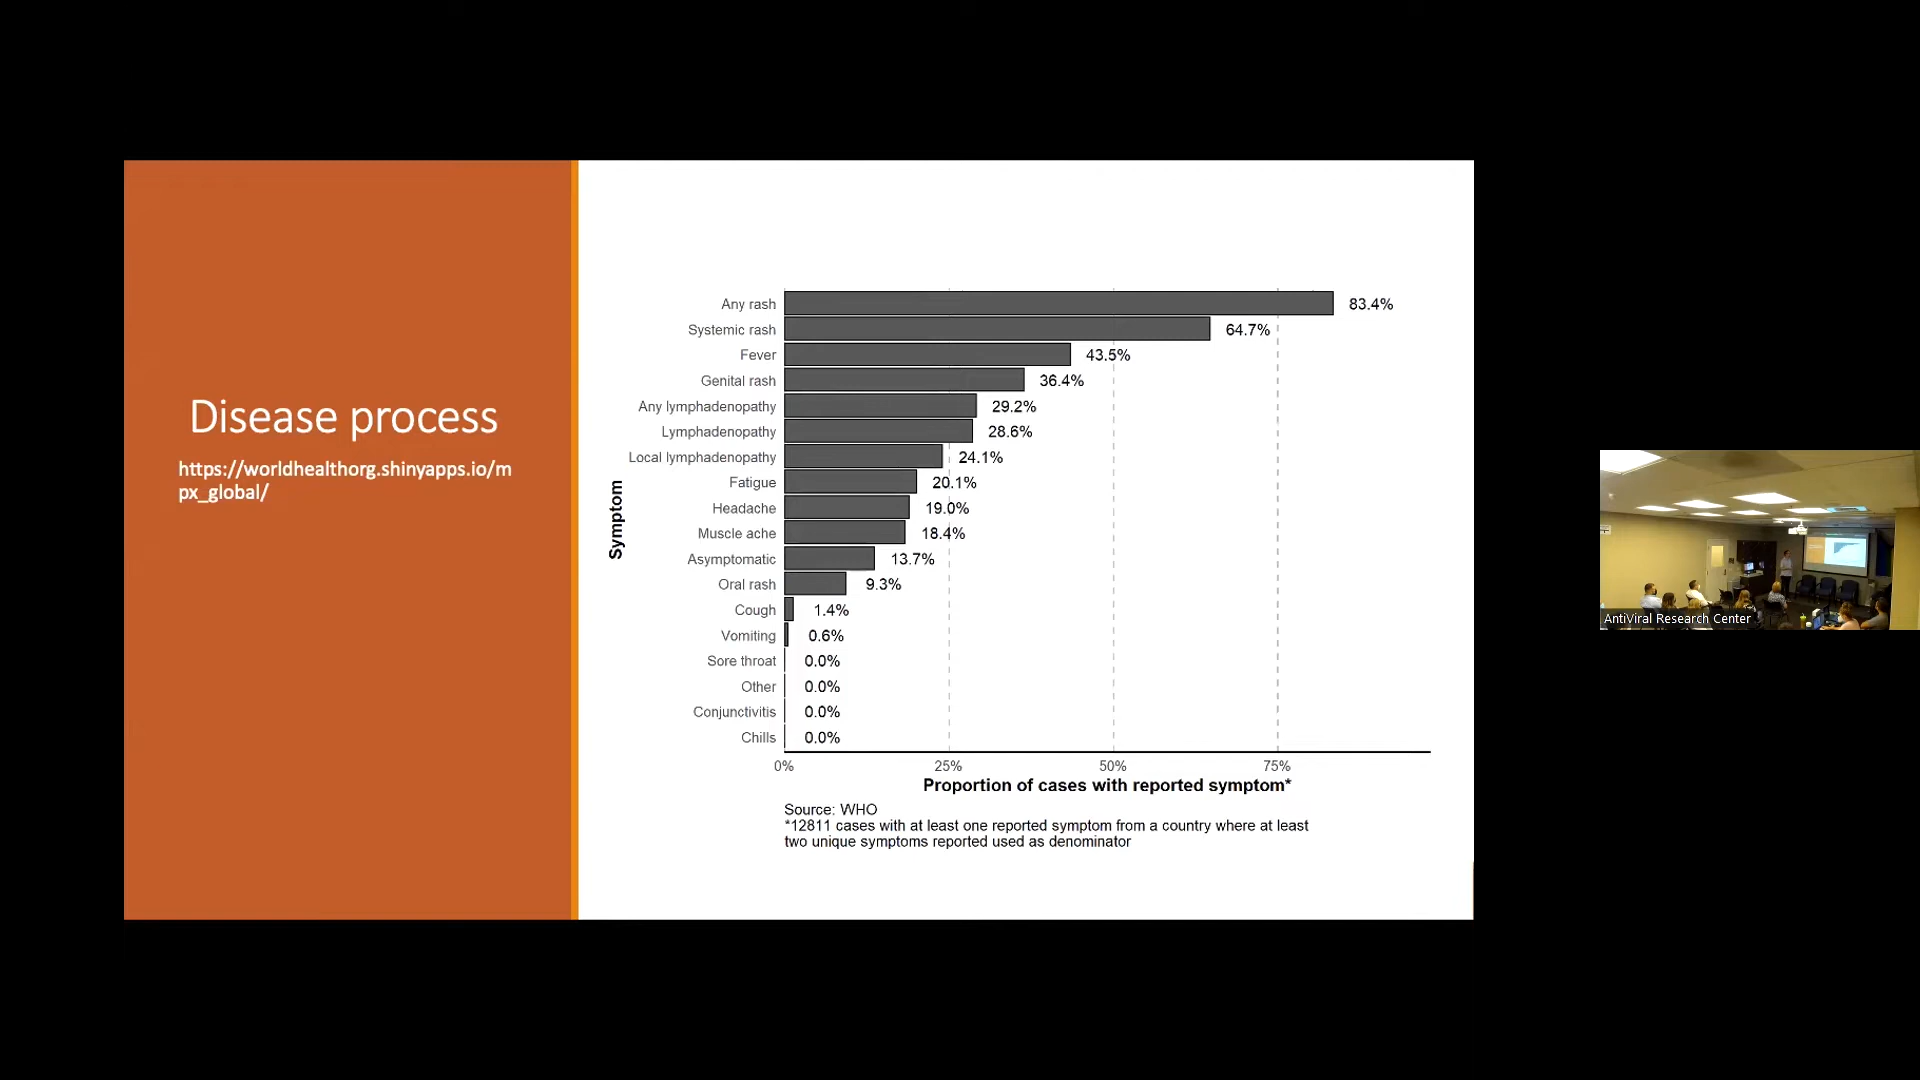 Disease process
https://worldhealthorg.shinyapps.io/m
px_global/
Symptom
Any rash 83.4%
Systemic rash 64.7%
Fever 43.5%
Genital rash 36.4%
Any lymphadenopathy 29.2%
Lymphadenopathy 28.6%
Local lymphadenopathy 24.1%
Fatigue 20.1%
Headache 19.0%
Muscle ache 18.4%
Asymptomatic 13.7%
Oral rash 9.3%
Cough 1.4%
Vomiting 0.6%
Sore throat 0.0%
Other 0.0%
Conjunctivitis 0.0%
Chills 0.0%
0% 25% 50% 75%
Proportion of cases with reported symptom*
Source: WHO
*12811 cases with at least one reported symptom from a country where at least
two unique symptoms reported used as denominator
AntiViral Research Center